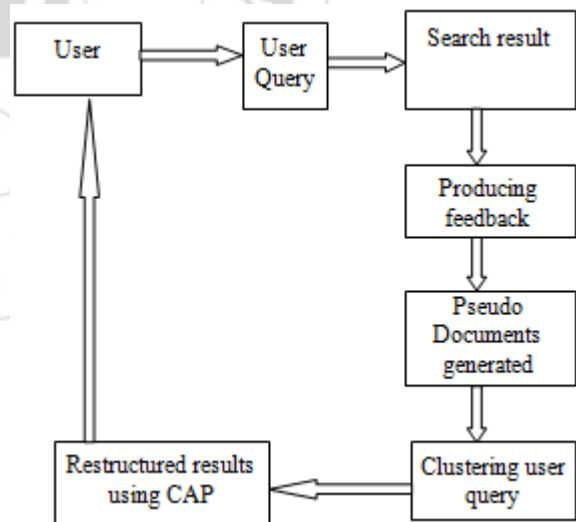 User
User
Query
Search result
Producing
feedback
Pseudo
Documents
generated
Clustering user
query
Restructured results
using CAP